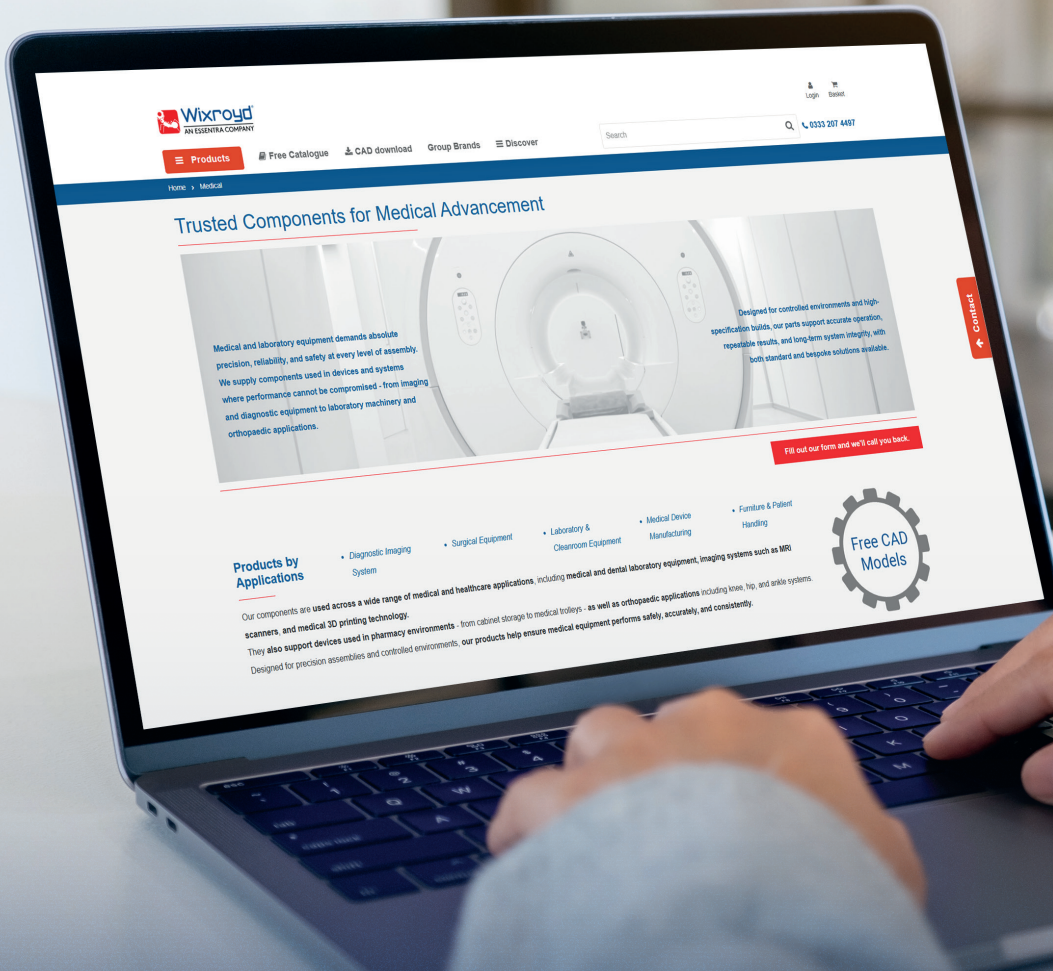 Wixroyd
AN ESSENTRA COMPANY
Login
Basket
Products
Free Catalogue
CAD download
Group Brands
Discover
Search
0333 207 4497
Home › Medical
Trusted Components for Medical Advancement
Medical and laboratory equipment demands absolute
precision, reliability, and safety at every level of assembly.
We supply components used in devices and systems
where performance cannot be compromised - from imaging
and diagnostic equipment to laboratory machinery and
orthopaedic applications.
Designed for controlled environments and high-
specification builds, our parts support accurate operation,
repeatable results, and long-term system integrity, with
both standard and bespoke solutions available.
Contact
Fill out our form and we'll call you back.
Products by
Applications
• Diagnostic Imaging
System
• Surgical Equipment
• Laboratory &
Cleanroom Equipment
• Medical Device
Manufacturing
• Furniture & Patient
Handling
Free CAD
Models
Our components are used across a wide range of medical and healthcare applications, including medical and dental laboratory equipment, imaging systems such as MRI
scanners, and medical 3D printing technology.
They also support devices used in pharmacy environments - from cabinet storage to medical trolleys - as well as orthopaedic applications including knee, hip, and ankle systems.
Designed for precision assemblies and controlled environments, our products help ensure medical equipment performs safely, accurately, and consistently.
esc
tab
caps lock
shift
Q
W
A
K
M